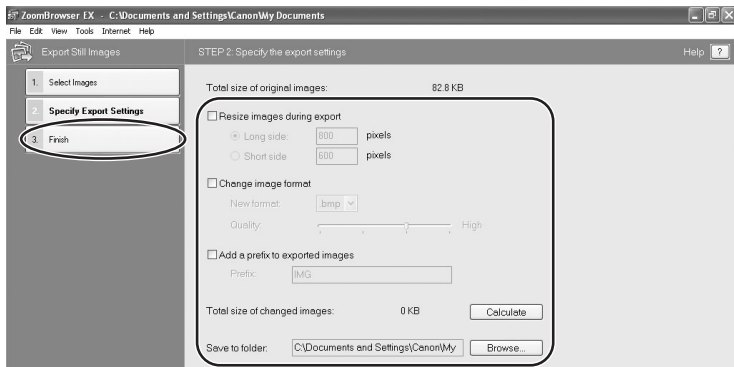 ZoomBrowser EX - C:\Documents and Settings\Canon\My Documents
File Edit View Tools Internet Help
Export Still Images
STEP 2: Specify the export settings
Help ?
1. Select Images
2. Specify Export Settings
3. Finish
Total size of original images: 82.8 KB
Resize images during export
Long side: 800 pixels
Short side 600 pixels
Change image format
New format: .bmp
Quality: High
Add a prefix to exported images
Prefix: IMG
Total size of changed images: 0 KB Calculate
Save to folder: C:\Documents and Settings\Canon\My Browse...